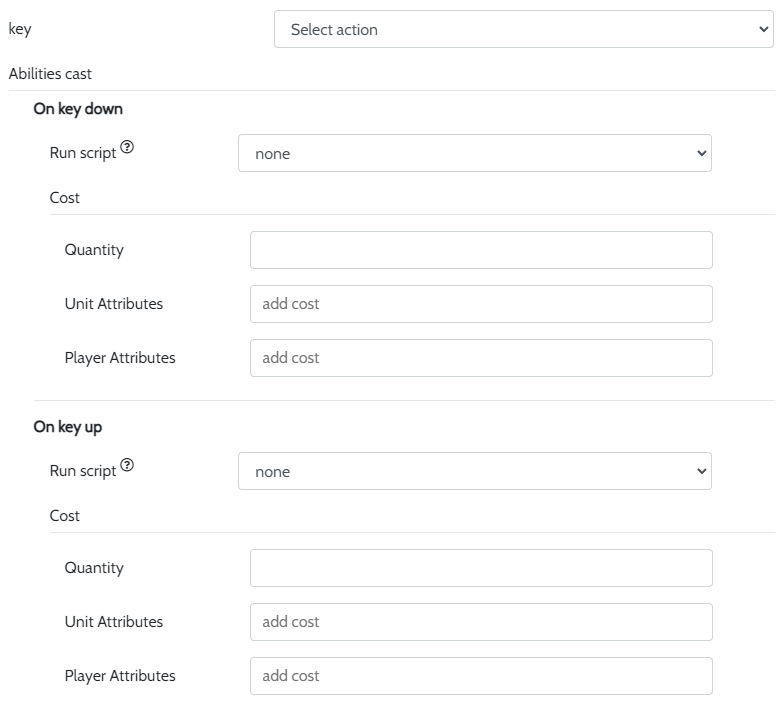 key Select action
Abilities cast
On key down
Run script ? none
Cost
Quantity
Unit Attributes add cost
Player Attributes add cost
On key up
Run script ? none
Cost
Quantity
Unit Attributes add cost
Player Attributes add cost